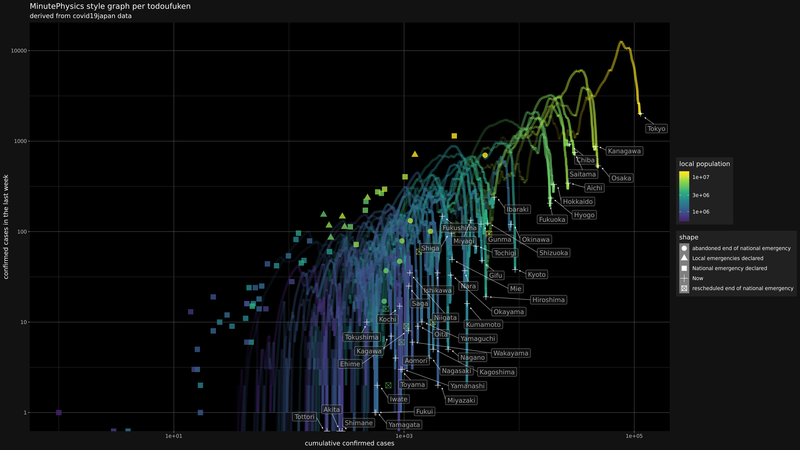 MinutePhysics style graph per todoufuken
derived from covid19japan data
confirmed cases in the last week
10000
1000
100
10
1
Tokyo
Kanagawa
Chiba
Saitama
Osaka
Aichi
Hokkaido
Hyogo
Fukuoka
Ibaraki
Fukushima
Miyagi
Gunma
Okinawa
Shiga
Tochigi
Shizuoka
Gifu
Kyoto
Nara
Mie
Ishikawa
Hiroshima
Saga
Okayama
Kochi
Niigata
Kumamoto
Tokushima
Oita
Yamaguchi
Kagawa
Wakayama
Ehime
Aomori
Nagano
Nagasaki
Kagoshima
Toyama
Yamanashi
Iwate
Miyazaki
Akita
Fukui
Tottori
Shimane
Yamagata
1e+01
1e+03
1e+05
cumulative confirmed cases
local population
1e+07
3e+06
1e+06
shape
abandoned end of national emergency
Local emergencies declared
National emergency declared
Now
rescheduled end of national emergency